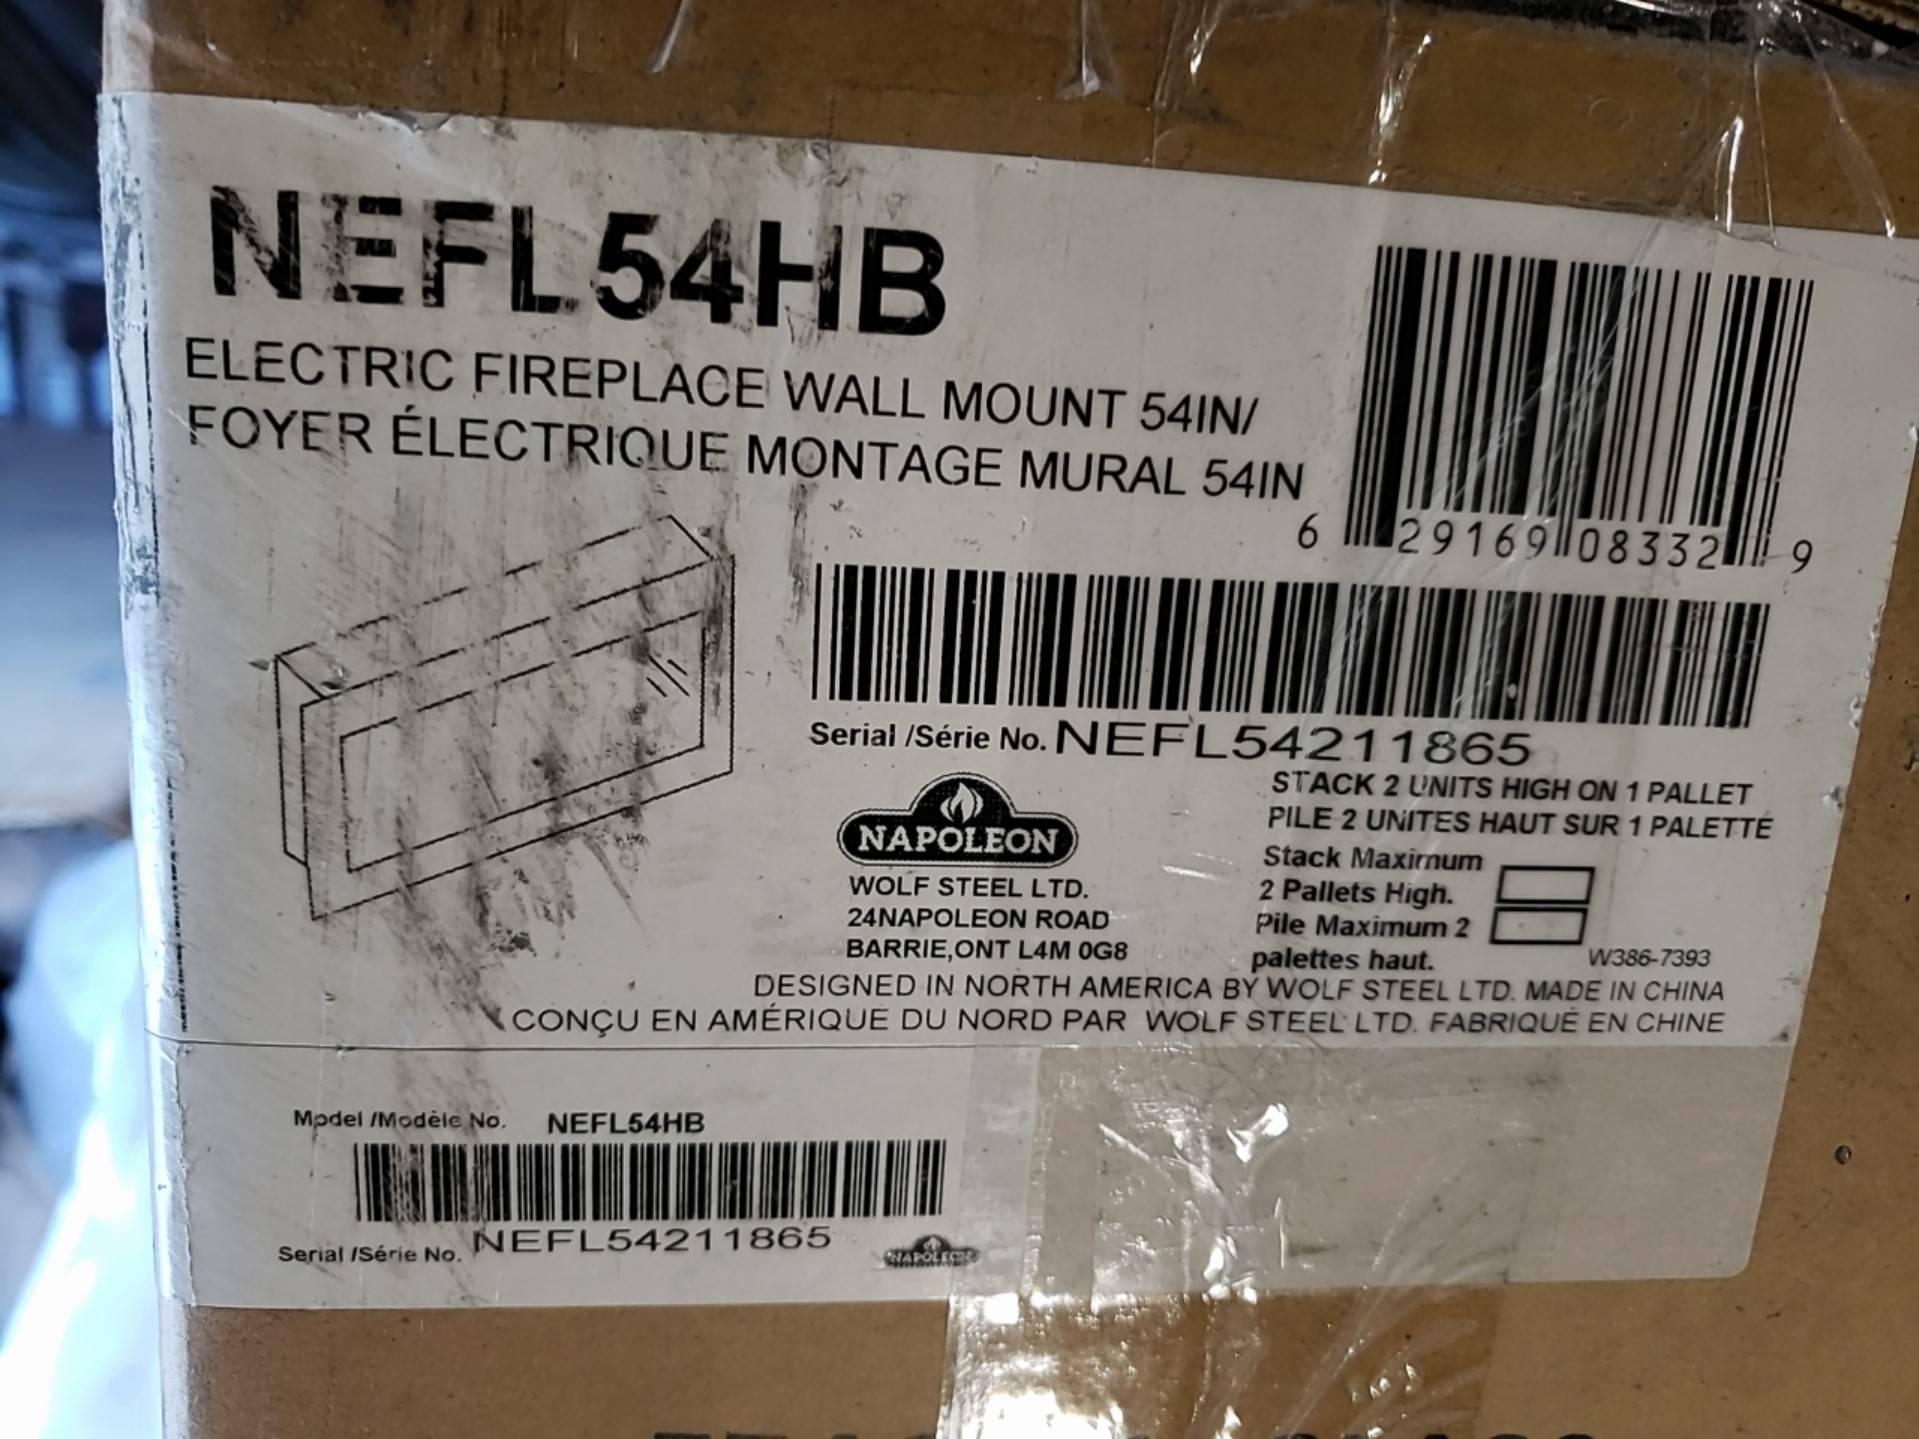 NEFL54HB
ELECTRIC FIREPLACE WALL MOUNT 54IN/
FOYER ÉLECTRIQUE MONTAGE MURAL 54IN
6 29169 08332 9
Serial /Série No. NEFL54211865
STACK 2 UNITS HIGH ON 1 PALLET
PILE 2 UNITES HAUT SUR 1 PALETTE
Stack Maximum
2 Pallets High.
Pile Maximum 2
palettes haut.
W386-7393
NAPOLEON
WOLF STEEL LTD.
24NAPOLEON ROAD
BARRIE,ONT L4M 0G8
DESIGNED IN NORTH AMERICA BY WOLF STEEL LTD. MADE IN CHINA
CONÇU EN AMÉRIQUE DU NORD PAR WOLF STEEL LTD. FABRIQUÉ EN CHINE
Model /Modèle No. NEFL54HB
Serial /Série No. NEFL54211865
NAPOLEON